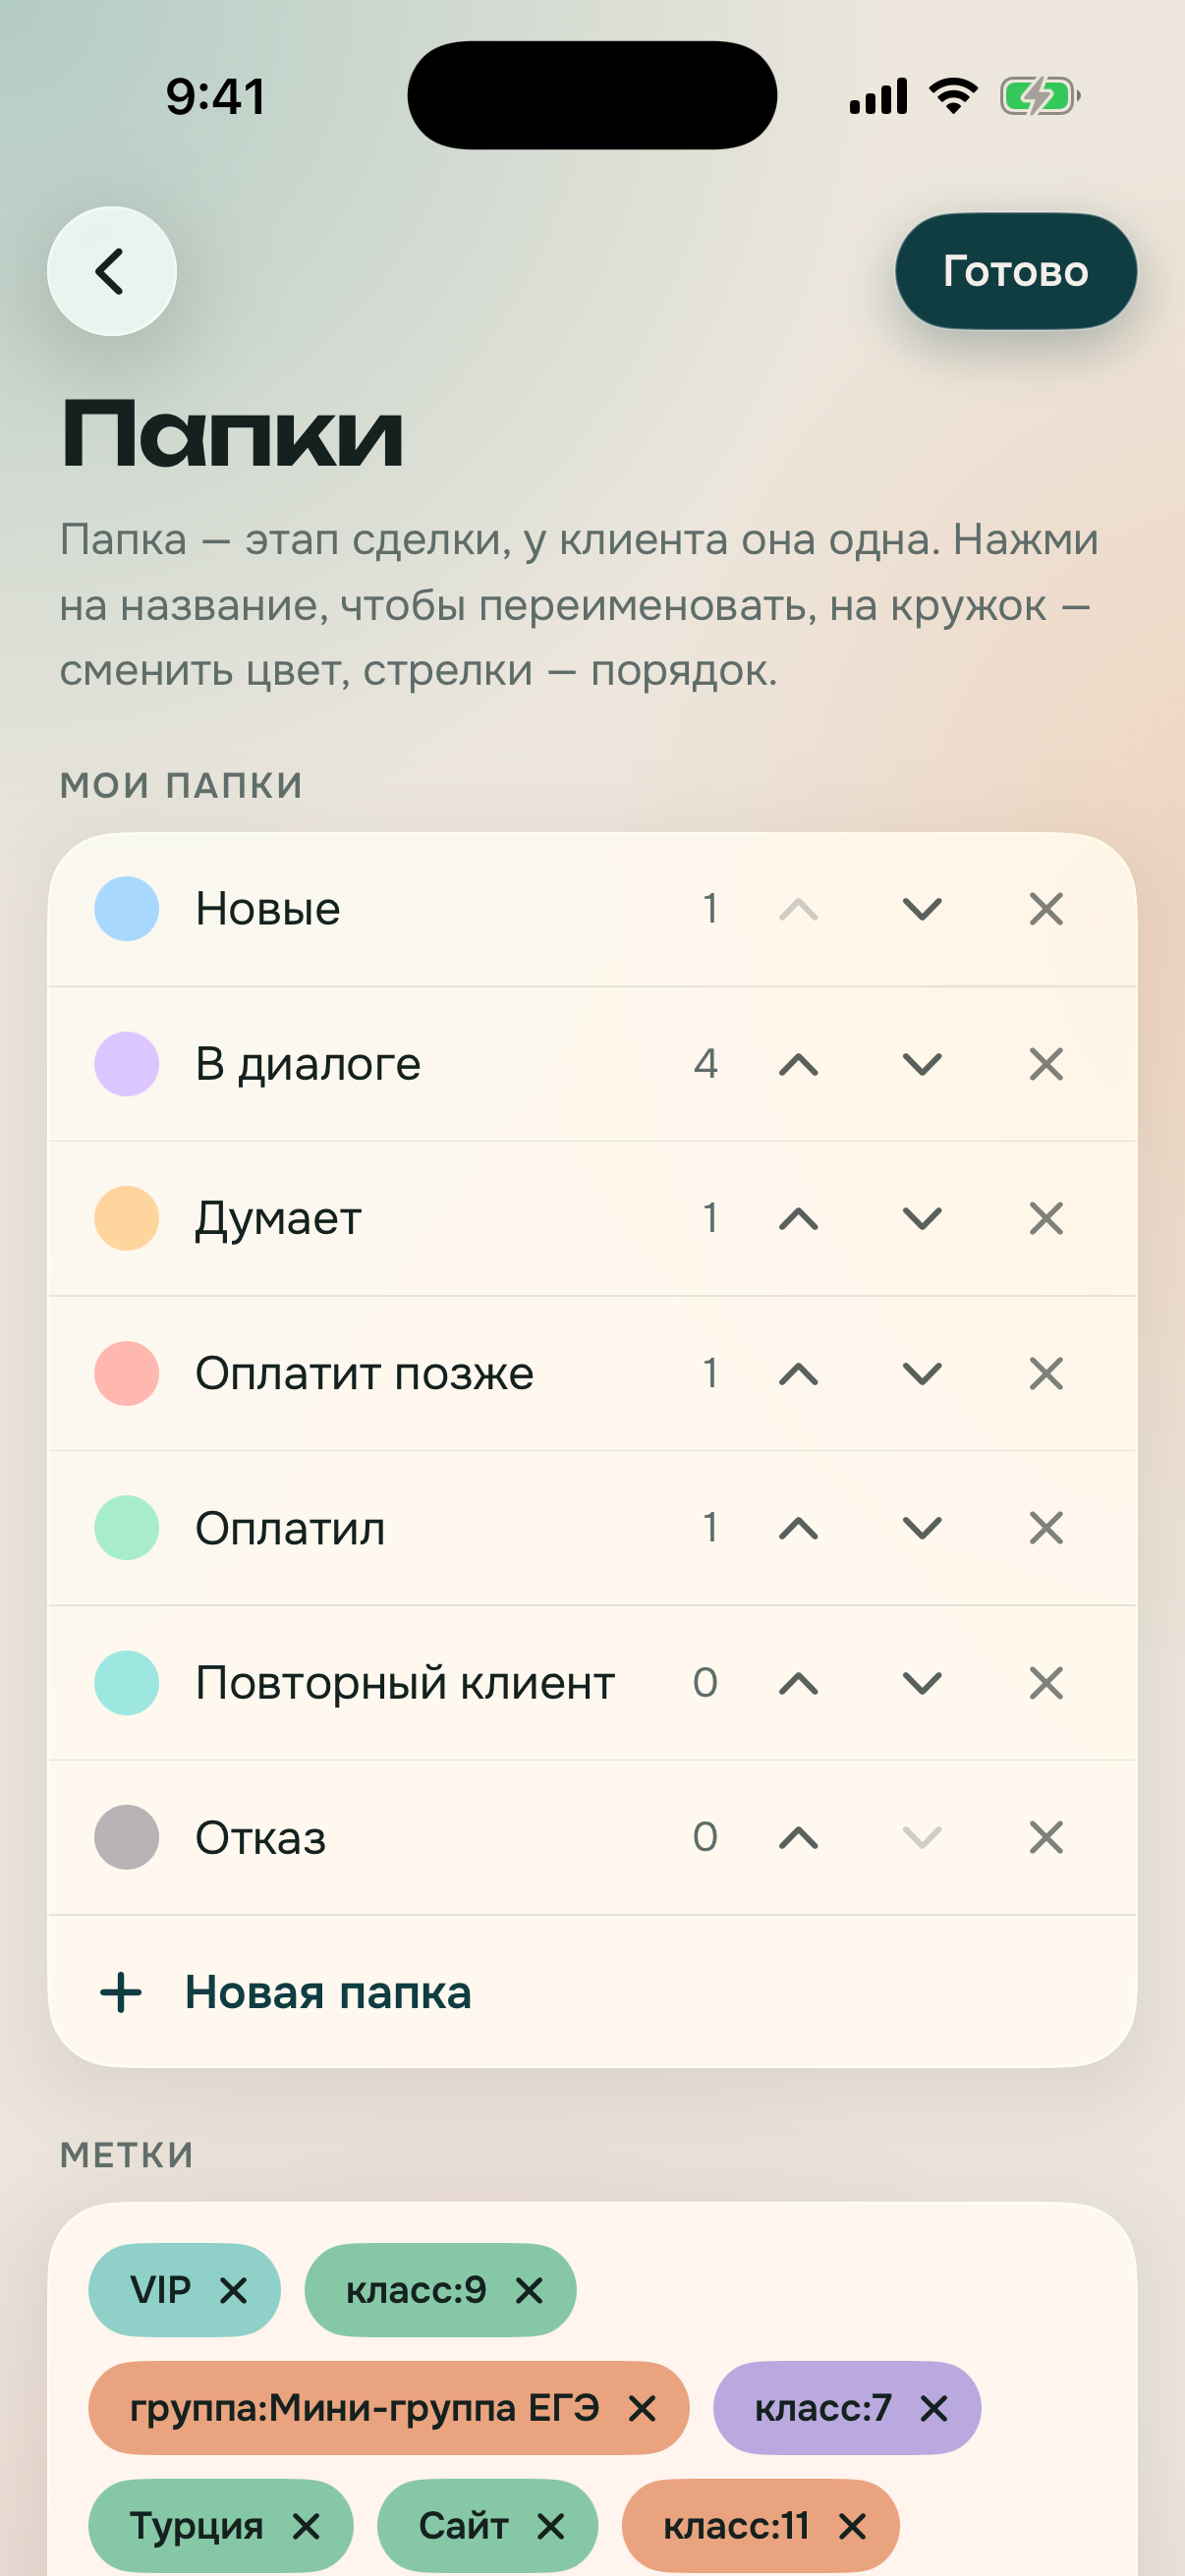 9:41
Готово
Папки
Папка — этап сделки, у клиента она одна. Нажми
на название, чтобы переименовать, на кружок —
сменить цвет, стрелки — порядок.
МОИ ПАПКИ
Новые 1
В диалоге 4
Думает 1
Оплатит позже 1
Оплатил 1
Повторный клиент 0
Отказ 0
Новая папка
МЕТКИ
VIP класс:9
группа:Мини-группа ЕГЭ класс:7
Турция Сайт класс:11